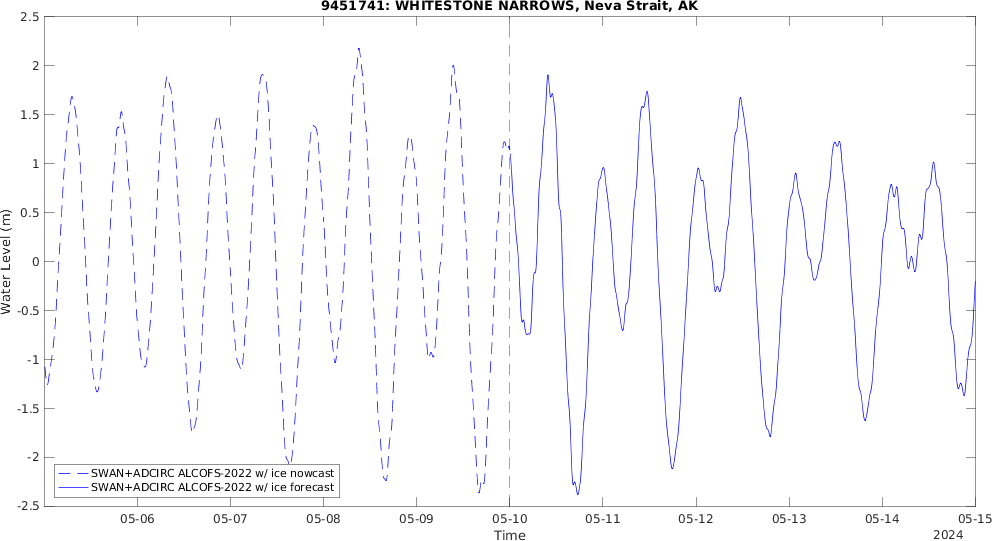 9451741: WHITESTONE NARROWS, Neva Strait, AK
2.5
2
1.5
1
0.5
0
-0.5
-1
-1.5
-2
-2.5
Water Level (m)
SWAN+ADCIRC ALCOFS-2022 w/ ice nowcast
SWAN+ADCIRC ALCOFS-2022 w/ ice forecast
05-06 05-07 05-08 05-09 05-10 05-11 05-12 05-13 05-14 05-15
Time
2024